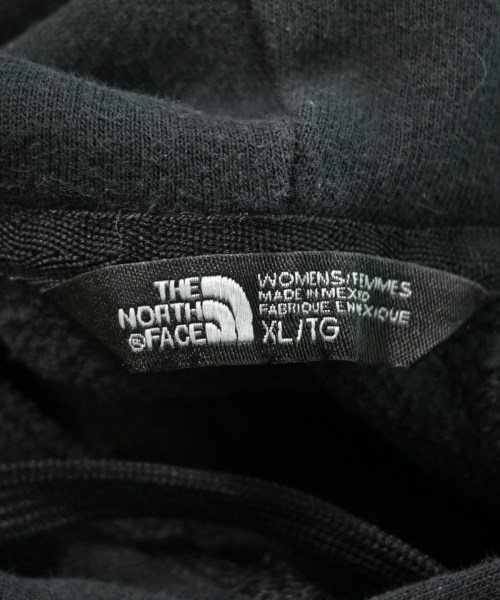 THE
NORTH
FACE
®
WOMENS/FEMMES
MADE IN MEXICO
FABRIQUE EN MEXIQUE
XL/TG